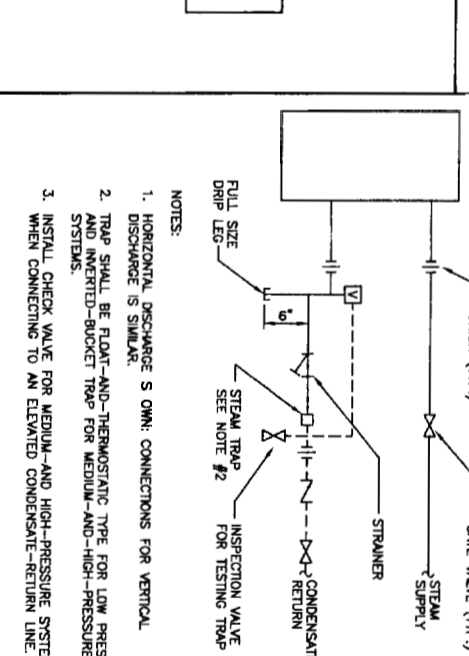 STEAM
SUPPLY
STRAINER
CONDENSAT
RETURN
V
6"
FULL SIZE
DRIP LEG
STEAM TRAP
SEE NOTE #2
INSPECTION VALVE
FOR TESTING TRAP
NOTES:
1. HORIZONTAL DISCHARGE S OWN: CONNECTIONS FOR VERTICAL
DISCHARGE IS SIMILAR.
2. TRAP SHALL BE FLOAT-AND-THERMOSTATIC TYPE FOR LOW PRES
AND INVERTED-BUCKET TRAP FOR MEDIUM-AND-HIGH-PRESSURE
SYSTEMS.
3. INSTALL CHECK VALVE FOR MEDIUM-AND HIGH-PRESSURE SYSTE
WHEN CONNECTING TO AN ELEVATED CONDENSATE-RETURN LINE.